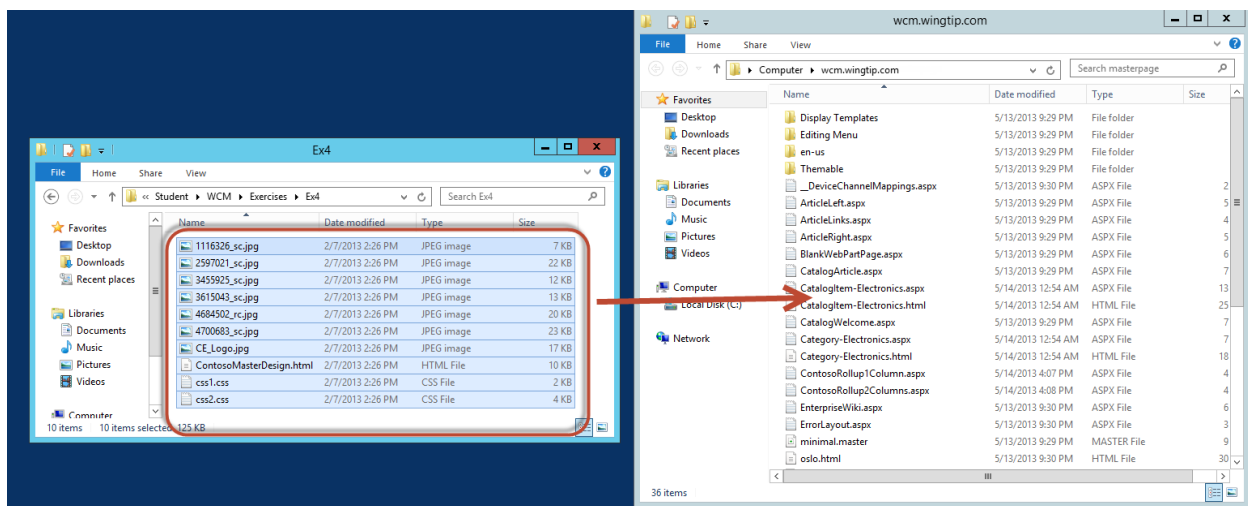 Ex4
File Home Share View
« Student ▸ WCM ▸ Exercises ▸ Ex4
Search Ex4
Favorites
Desktop
Downloads
Recent places
Libraries
Documents
Music
Pictures
Videos
Computer
Name Date modified Type Size
1116326_sc.jpg 2/7/2013 2:26 PM JPEG image 7 KB
2597021_sc.jpg 2/7/2013 2:26 PM JPEG image 22 KB
3455925_sc.jpg 2/7/2013 2:26 PM JPEG image 12 KB
3615043_sc.jpg 2/7/2013 2:26 PM JPEG image 13 KB
4684502_rc.jpg 2/7/2013 2:26 PM JPEG image 20 KB
4700683_sc.jpg 2/7/2013 2:26 PM JPEG image 23 KB
CE_Logo.jpg 2/7/2013 2:26 PM JPEG image 17 KB
ContosoMasterDesign.html 2/7/2013 2:26 PM HTML File 10 KB
css1.css 2/7/2013 2:26 PM CSS File 2 KB
css2.css 2/7/2013 2:26 PM CSS File 4 KB
10 items 10 items selected 125 KB
wcm.wingtip.com
File Home Share View
▸ Computer ▸ wcm.wingtip.com
Search masterpage
Favorites
Desktop
Downloads
Recent places
Libraries
Documents
Music
Pictures
Videos
Computer
Local Disk (C:)
Network
Name Date modified Type Size
Display Templates 5/13/2013 9:29 PM File folder
Editing Menu 5/13/2013 9:29 PM File folder
en-us 5/13/2013 9:29 PM File folder
Themable 5/13/2013 9:29 PM File folder
__DeviceChannelMappings.aspx 5/13/2013 9:30 PM ASPX File 2
ArticleLeft.aspx 5/13/2013 9:29 PM ASPX File 5
ArticleLinks.aspx 5/13/2013 9:29 PM ASPX File 4
ArticleRight.aspx 5/13/2013 9:29 PM ASPX File 5
BlankWebPartPage.aspx 5/13/2013 9:29 PM ASPX File 6
CatalogArticle.aspx 5/13/2013 9:29 PM ASPX File 7
CatalogItem-Electronics.aspx 5/14/2013 12:54 AM ASPX File 13
CatalogItem-Electronics.html 5/14/2013 12:54 AM HTML File 25
CatalogWelcome.aspx 5/13/2013 9:29 PM ASPX File 7
Category-Electronics.aspx 5/14/2013 12:54 AM ASPX File 7
Category-Electronics.html 5/14/2013 12:54 AM HTML File 18
ContosoRollup1Column.aspx 5/14/2013 4:07 PM ASPX File 4
ContosoRollup2Columns.aspx 5/14/2013 4:08 PM ASPX File 4
EnterpriseWiki.aspx 5/13/2013 9:30 PM ASPX File 6
ErrorLayout.aspx 5/13/2013 9:30 PM ASPX File 3
minimal.master 5/13/2013 9:29 PM MASTER File 9
oslo.html 5/13/2013 9:30 PM HTML File 30
36 items